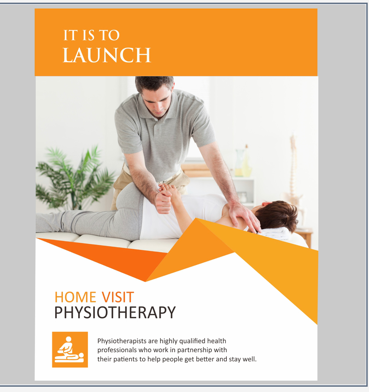 IT IS TO
LAUNCH
HOME VISIT
PHYSIOTHERAPY
Physiotherapists are highly qualified health
professionals who work in partnership with
their patients to help people get better and stay well.